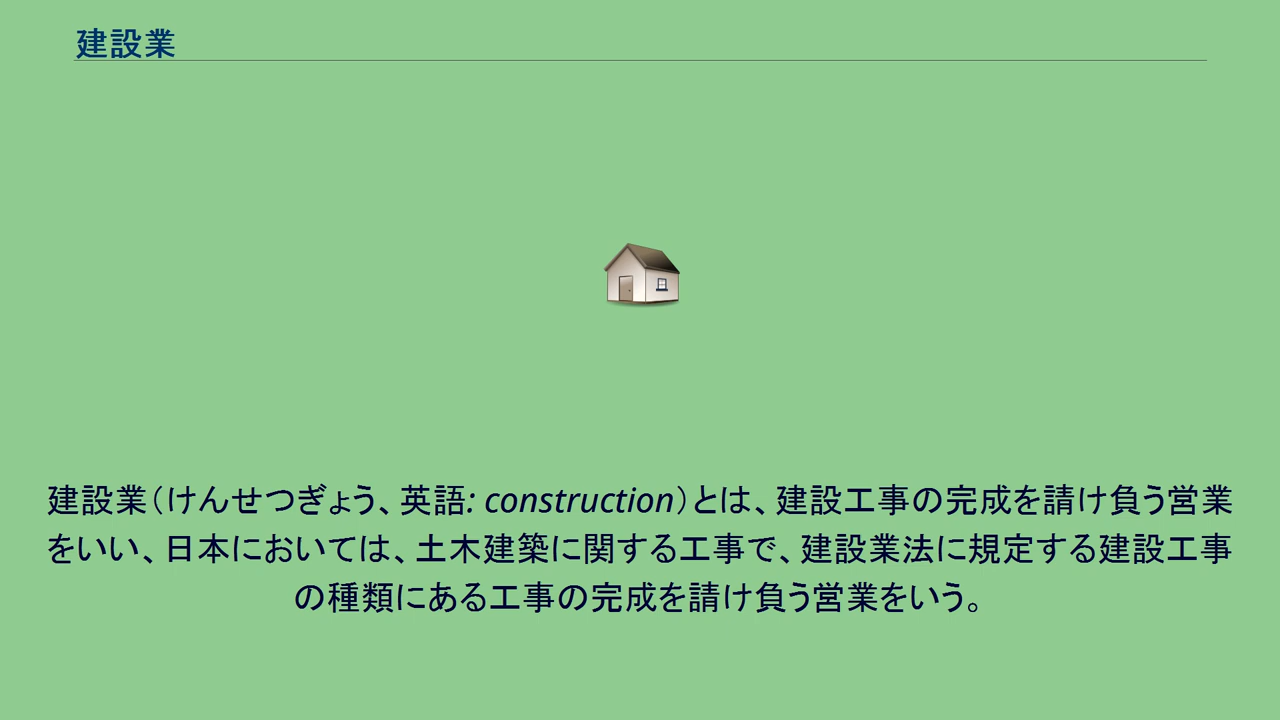 建設業
建設業（けんせつぎょう、英語: construction）とは、建設工事の完成を請け負う営業
をいい、日本においては、土木建築に関する工事で、建設業法に規定する建設工事
の種類にある工事の完成を請け負う営業をいう。